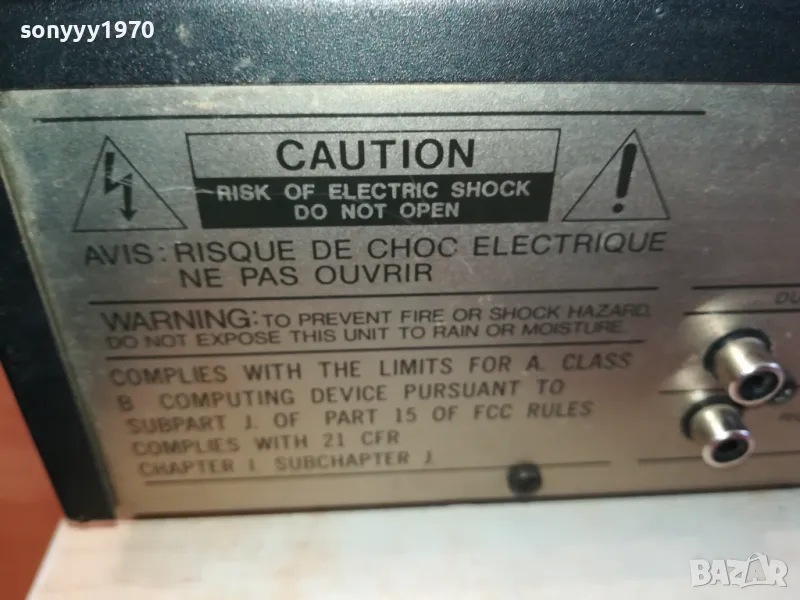 sonyyy1970
CAUTION
RISK OF ELECTRIC SHOCK
DO NOT OPEN
AVIS: RISQUE DE CHOC ELECTRIQUE
NE PAS OUVRIR
WARNING: TO PREVENT FIRE OR SHOCK HAZARD,
DO NOT EXPOSE THIS UNIT TO RAIN OR MOISTURE.
COMPLIES WITH THE LIMITS FOR A CLASS
B COMPUTING DEVICE PURSUANT TO
SUBPART J. OF PART 15 OF FCC RULES
COMPLIES WITH 21 CFR
CHAPTER I. SUBCHAPTER J.
BAZAR